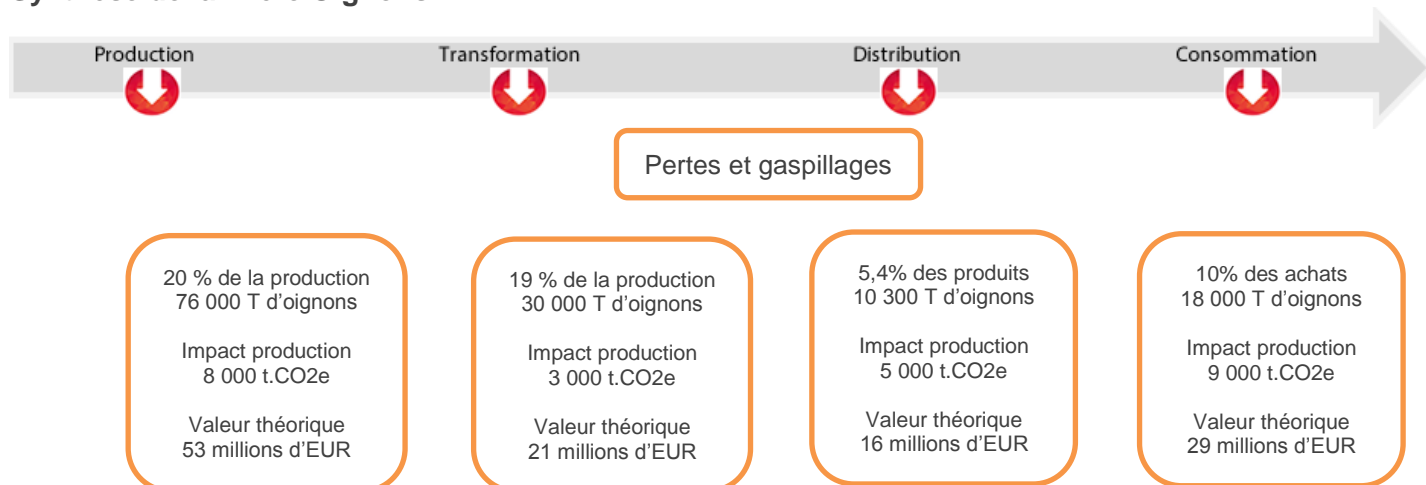 Production
Transformation
Distribution
Consommation
Pertes et gaspillages
20 % de la production
76 000 T d’oignons
Impact production
8 000 t.CO2e
Valeur théorique
53 millions d’EUR
19 % de la production
30 000 T d’oignons
Impact production
3 000 t.CO2e
Valeur théorique
21 millions d’EUR
5,4% des produits
10 300 T d’oignons
Impact production
5 000 t.CO2e
Valeur théorique
16 millions d’EUR
10% des achats
18 000 T d’oignons
Impact production
9 000 t.CO2e
Valeur théorique
29 millions d’EUR